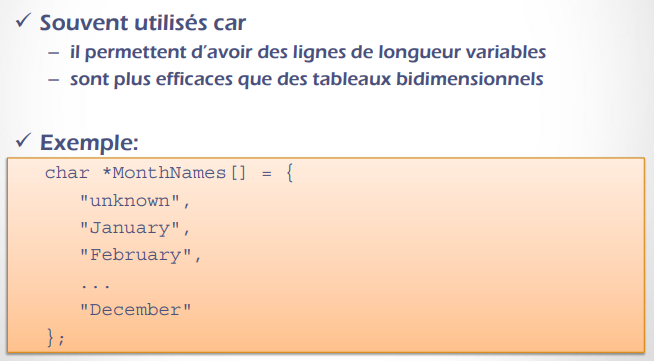 ✓ Souvent utilisés car
– il permettent d'avoir des lignes de longueur variables
– sont plus efficaces que des tableaux bidimensionnels
✓ Exemple:
char *MonthNames[] = {
"unknown",
"January",
"February",
...
"December"
};